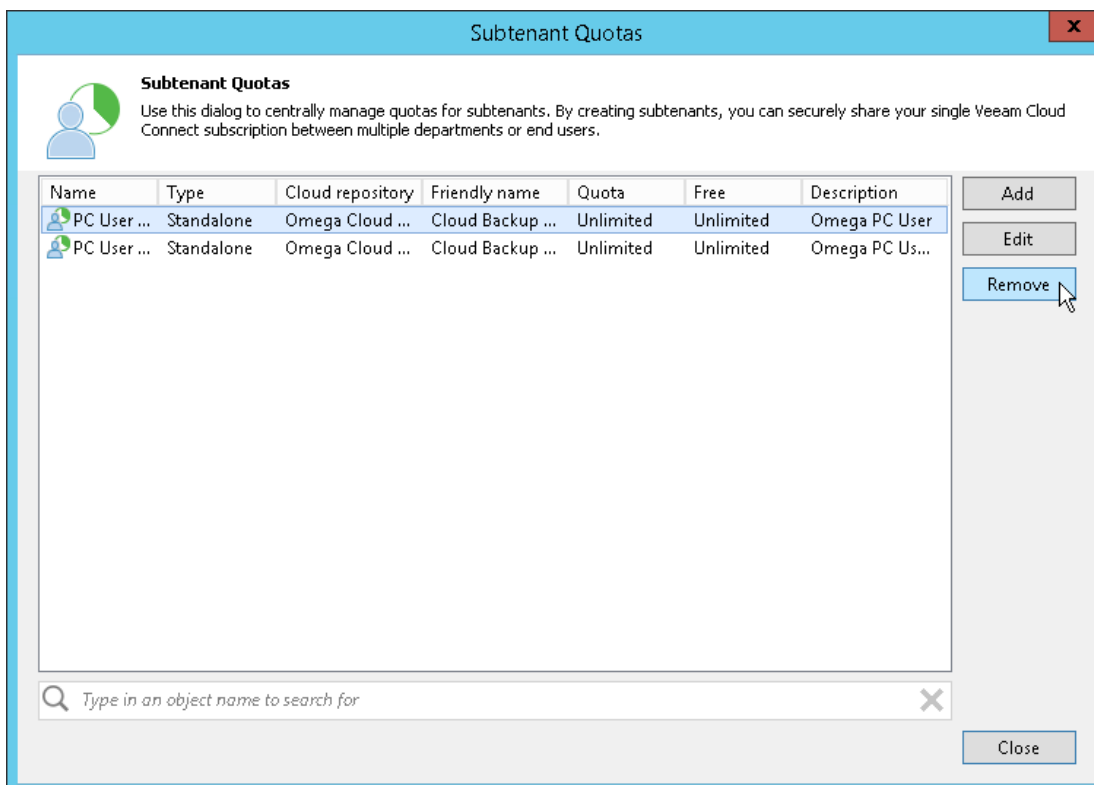 Subtenant Quotas
x
Subtenant Quotas
Use this dialog to centrally manage quotas for subtenants. By creating subtenants, you can securely share your single Veeam Cloud
Connect subscription between multiple departments or end users.
Name Type Cloud repository Friendly name Quota Free Description
PC User ... Standalone Omega Cloud ... Cloud Backup ... Unlimited Unlimited Omega PC User
PC User ... Standalone Omega Cloud ... Cloud Backup ... Unlimited Unlimited Omega PC Us...
Add
Edit
Remove
Type in an object name to search for
Close